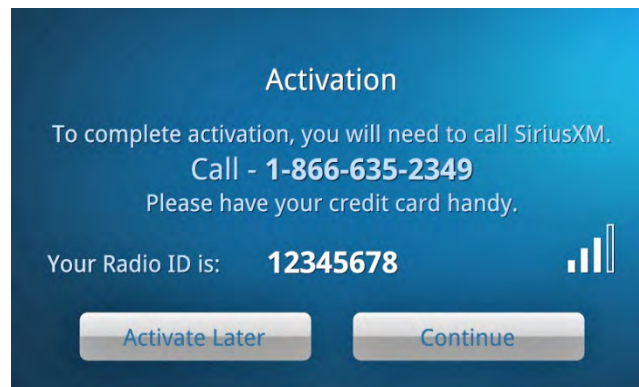 Activation
To complete activation, you will need to call SiriusXM.
Call - 1-866-635-2349
Please have your credit card handy.
Your Radio ID is: 12345678
Activate Later Continue